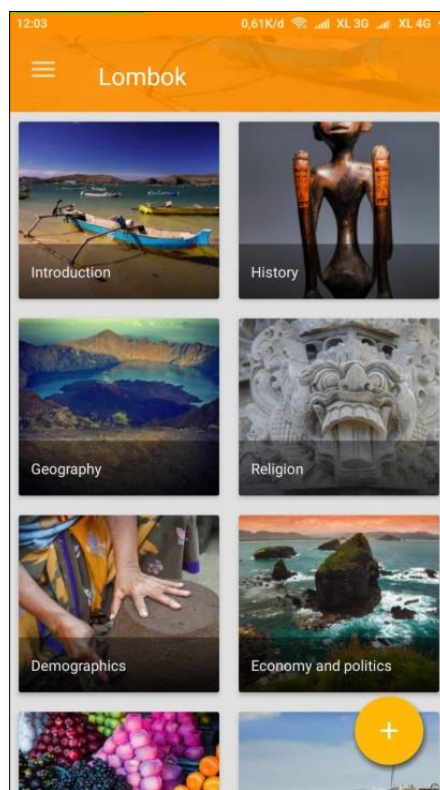 12:03 0,61K/d XL 3G XL 4G
Lombok
Introduction
History
Geography
Religion
Demographics
Economy and politics
+